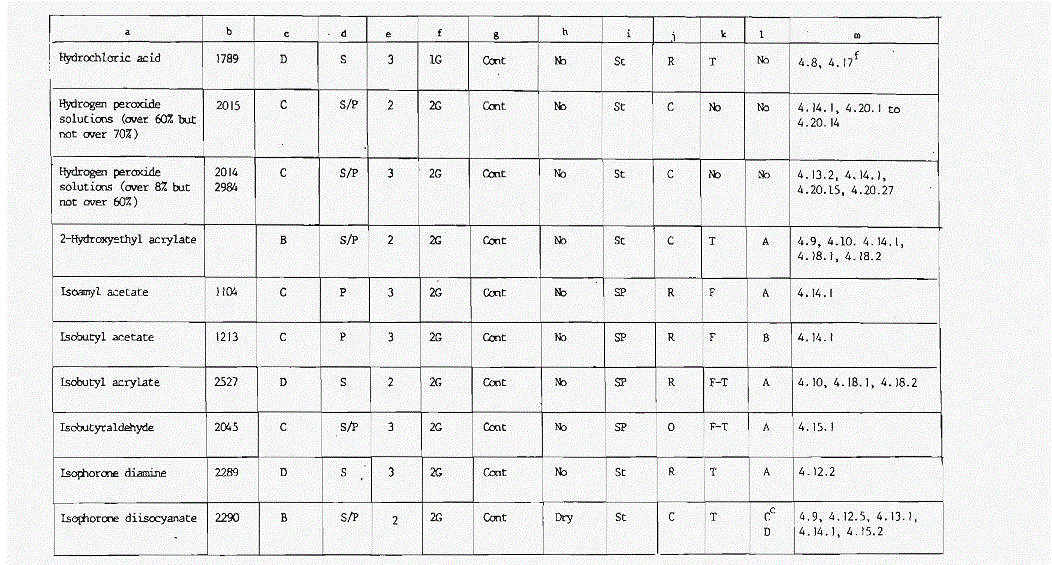 a b c d e f g h i j k l m
Hydrochloric acid 1789 D S 3 1G Cont No St R T No 4.8, 4.17f
Hydrogen peroxide 2015 C S/P 2 2G Cont No St C No No 4.14.1, 4.20.1 to
solutions (over 60% but 4.20.14
not over 70%)
Hydrogen peroxide 2014 C S/P 3 2G Cont No St C No No 4.13.2, 4.14.1,
solutions (over 8% but 2984 4.20.15, 4.20.27
not over 60%)
2-Hydroxyethyl acrylate B S/P 2 2G Cont No St C T A 4.9, 4.10. 4.14.1,
4.18.1, 4.18.2
Isoamyl acetate 1104 C P 3 2G Cont No SP R F A 4.14.1
Isobutyl acetate 1213 C P 3 2G Cont No SP R F B 4.14.1
Isobutyl acrylate 2527 D S 2 2G Cont No SP R F-T A 4.10, 4.18.1, 4.18.2
Isobutyraldehyde 2045 C S/P 3 2G Cont No SP O F-T A 4.15.1
Isophorone diamine 2289 D S 3 2G Cont No St R T A 4.12.2
Isophorone diisocyanate 2290 B S/P 2 2G Cont Dry St C T Cc 4.9, 4.12.5, 4.13.1,
D 4.14.1, 4.15.2